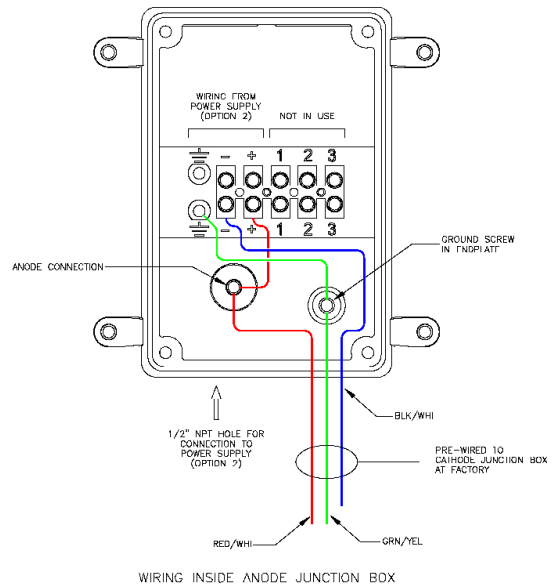 WIRING FROM
POWER SUPPLY
(OPTION 2)
NOT IN USE
- + 1 2 3
- + 1 2 3
GROUND SCREW
IN ENDPLATE
ANODE CONNECTION
BLK/WHI
1/2" NPT HOLE FOR
CONNECTION TO
POWER SUPPLY
(OPTION 2)
PRE-WIRED TO
CATHODE JUNCTION BOX
AT FACTORY
RED/WHI
GRN/YEL
WIRING INSIDE ANODE JUNCTION BOX